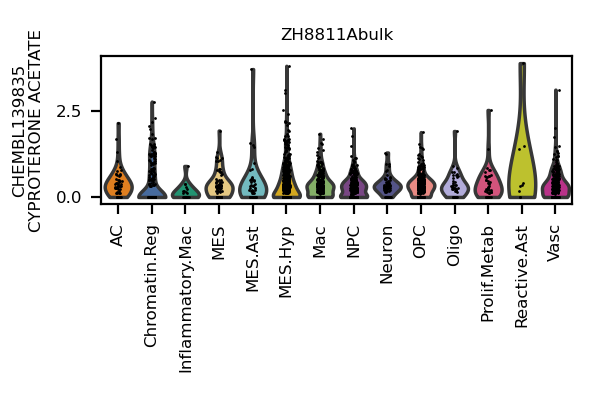 ZH8811Abulk
CHEMBL139835
CYPROTERONE ACETATE
2.5
0.0
AC
Chromatin.Reg
Inflammatory.Mac
MES
MES.Ast
MES.Hyp
Mac
NPC
Neuron
OPC
Oligo
Prolif.Metab
Reactive.Ast
Vasc